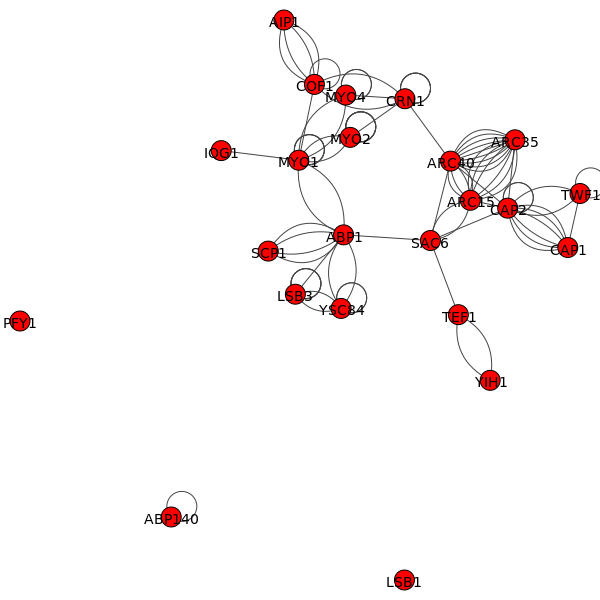 AIP1
COF1
MYO4
CRN1
MYO2
ARC35
IQG1
MYO1
ARC40
TWF1
ARC15
CAP2
ABP1
SAC6
SCP1
CAP1
LSB3
YSC84
PFY1
TEF1
YIH1
ABP140
LSB1